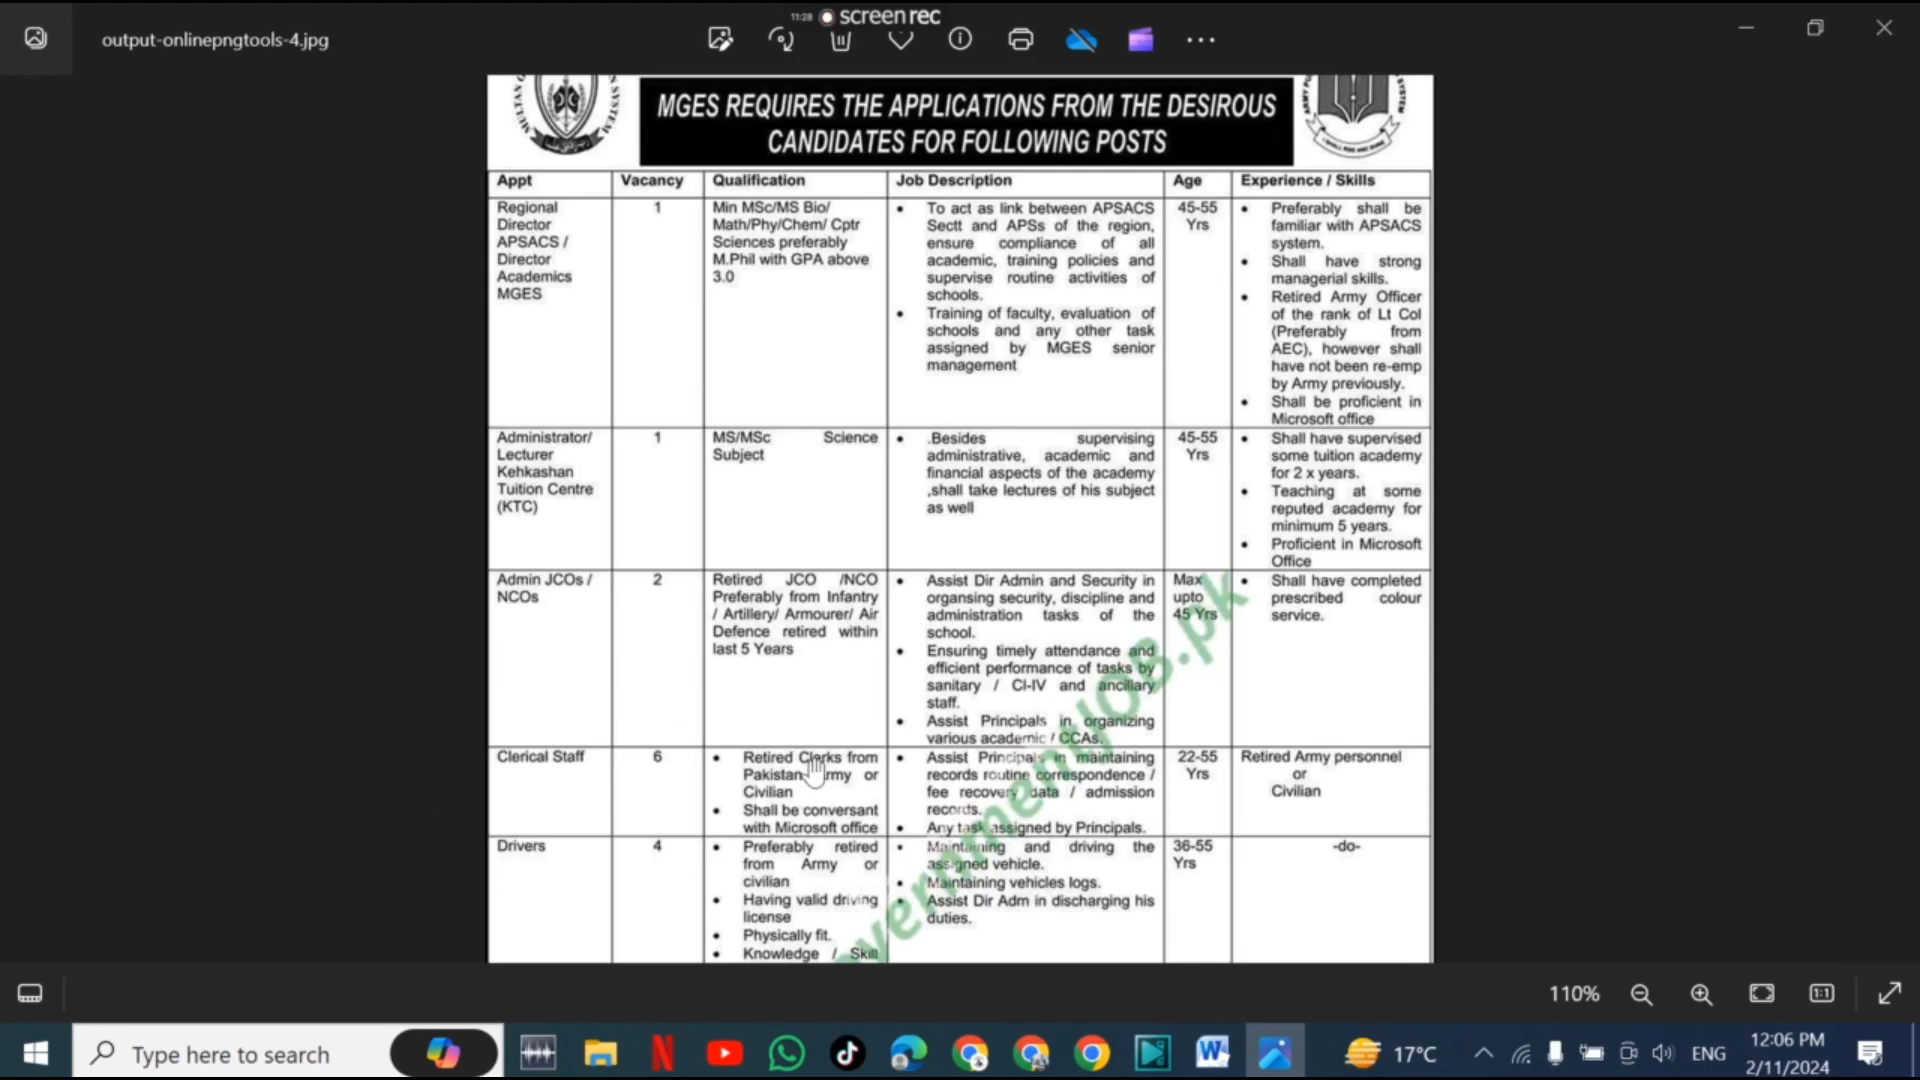 11:28 screen rec
output-onlinepngtools-4.jpg
MGES REQUIRES THE APPLICATIONS FROM THE DESIROUS
CANDIDATES FOR FOLLOWING POSTS
Appt Vacancy Qualification Job Description Age Experience / Skills
Regional
Director
APSACS /
Director
Academics
MGES
1
Min MSc/MS Bio/
Math/Phy/Chem/ Cptr
Sciences preferably
M.Phil with GPA above
3.0
• To act as link between APSACS
Sectt and APSs of the region,
ensure compliance of all
academic, training policies and
supervise routine activities of
schools.
• Training of faculty, evaluation of
schools and any other task
assigned by MGES senior
management
45-55
Yrs
• Preferably shall be
familiar with APSACS
system.
• Shall have strong
managerial skills.
• Retired Army Officer
of the rank of Lt Col
(Preferably from
AEC), however shall
have not been re-emp
by Army previously.
• Shall be proficient in
Microsoft office
Administrator/
Lecturer
Kehkashan
Tuition Centre
(KTC)
1
MS/MSc Science
Subject
• .Besides supervising
administrative, academic and
financial aspects of the academy
,shall take lectures of his subject
as well
45-55
Yrs
• Shall have supervised
some tuition academy
for 2 x years.
• Teaching at some
reputed academy for
minimum 5 years.
• Proficient in Microsoft
Office
Admin JCOs /
NCOs
2
Retired JCO /NCO
Preferably from Infantry
/ Artillery/ Armourer/ Air
Defence retired within
last 5 Years
• Assist Dir Admin and Security in
organsing security, discipline and
administration tasks of the
school.
• Ensuring timely attendance and
efficient performance of tasks by
sanitary / CI-IV and ancillary
staff.
• Assist Principals in organizing
various academic / CCAs.
Max
upto
45 Yrs
• Shall have completed
prescribed colour
service.
Clerical Staff
6
• Retired Clerks from
Pakistan Army or
Civilian
• Shall be conversant
with Microsoft office
• Assist Principals in maintaining
records routine correspondence /
fee recovery data / admission
records.
• Any task assigned by Principals.
22-55
Yrs
Retired Army personnel
or
Civilian
Drivers
4
• Preferably retired
from Army or
civilian
• Having valid driving
license
• Physically fit.
• Knowledge / Skill
• Maintaining and driving the
assigned vehicle.
• Maintaining vehicles logs.
• Assist Dir Adm in discharging his
duties.
36-55
Yrs
-do-
vernmentJOB.pk
110%
1:1
Type here to search
17°C
ENG
12:06 PM
2/11/2024